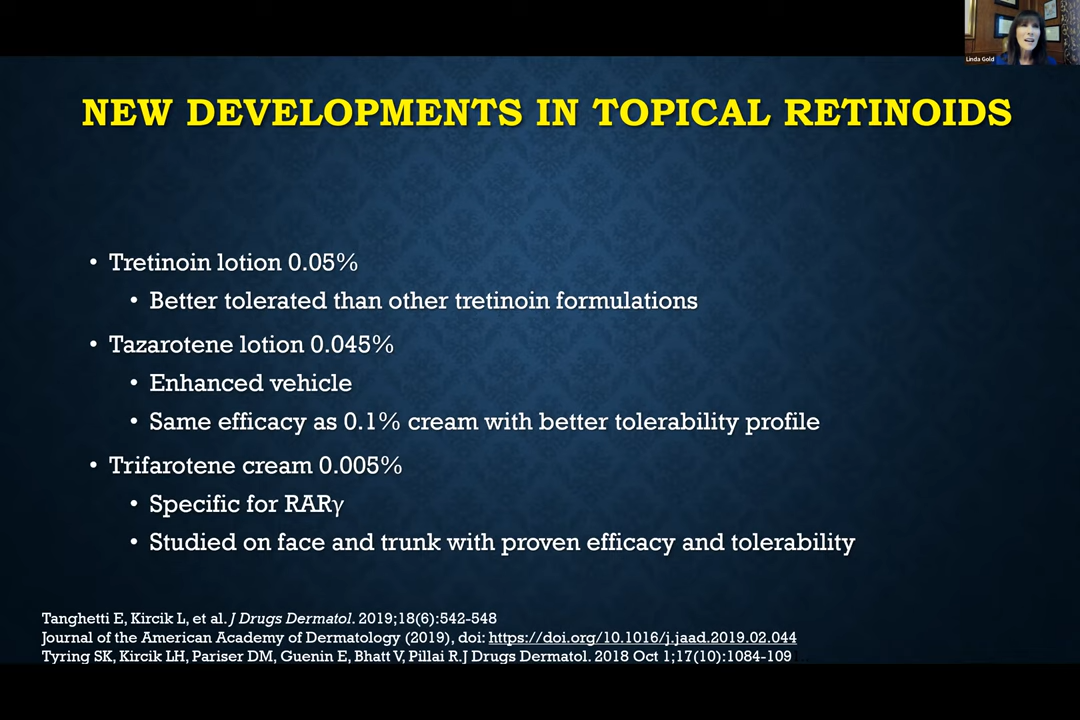 Linda Gold
NEW DEVELOPMENTS IN TOPICAL RETINOIDS
• Tretinoin lotion 0.05%
• Better tolerated than other tretinoin formulations
• Tazarotene lotion 0.045%
• Enhanced vehicle
• Same efficacy as 0.1% cream with better tolerability profile
• Trifarotene cream 0.005%
• Specific for RARγ
• Studied on face and trunk with proven efficacy and tolerability
Tanghetti E, Kircik L, et al. J Drugs Dermatol. 2019;18(6):542-548
Journal of the American Academy of Dermatology (2019), doi: https://doi.org/10.1016/j.jaad.2019.02.044
Tyring SK, Kircik LH, Pariser DM, Guenin E, Bhatt V, Pillai R.J Drugs Dermatol. 2018 Oct 1;17(10):1084-109